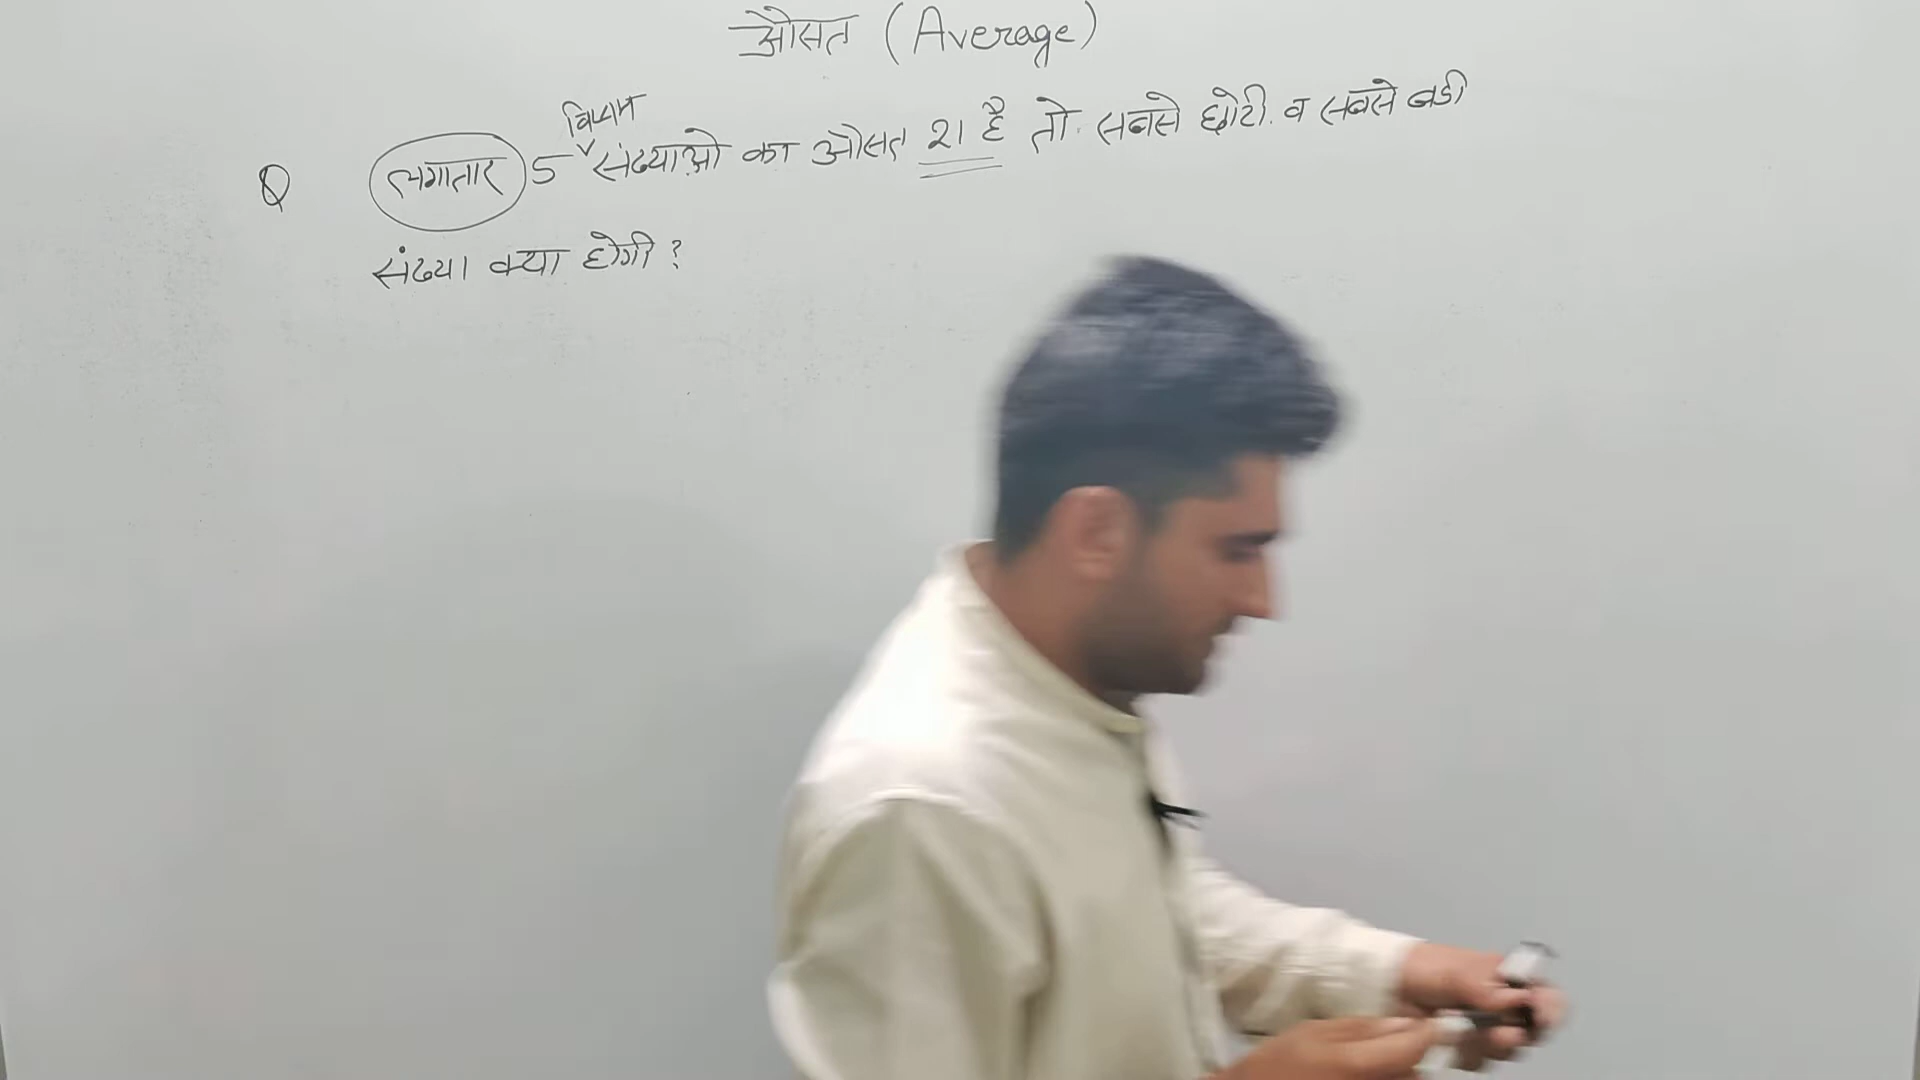 औसत (Average)
विषम
Q लगातार 5 संख्याओ का औसत 21 है तो सबसे छोटी व सबसे बडी
संख्या क्या होगी ?